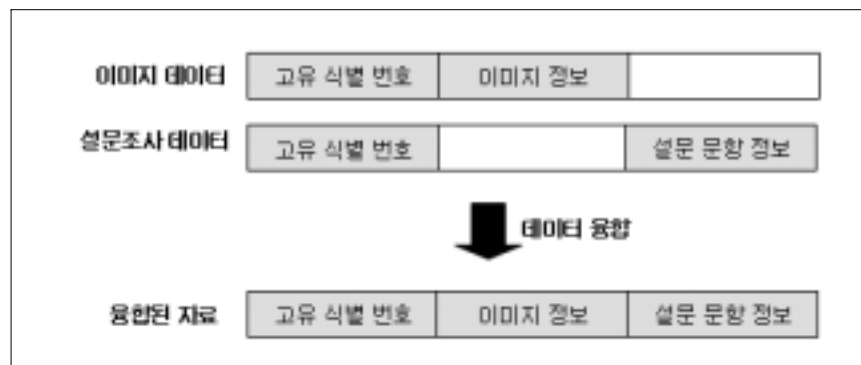 이미지 데이터 고유 식별 번호 이미지 정보
설문조사 데이터 고유 식별 번호 설문 문항 정보
데이터 융합
융합된 자료 고유 식별 번호 이미지 정보 설문 문항 정보